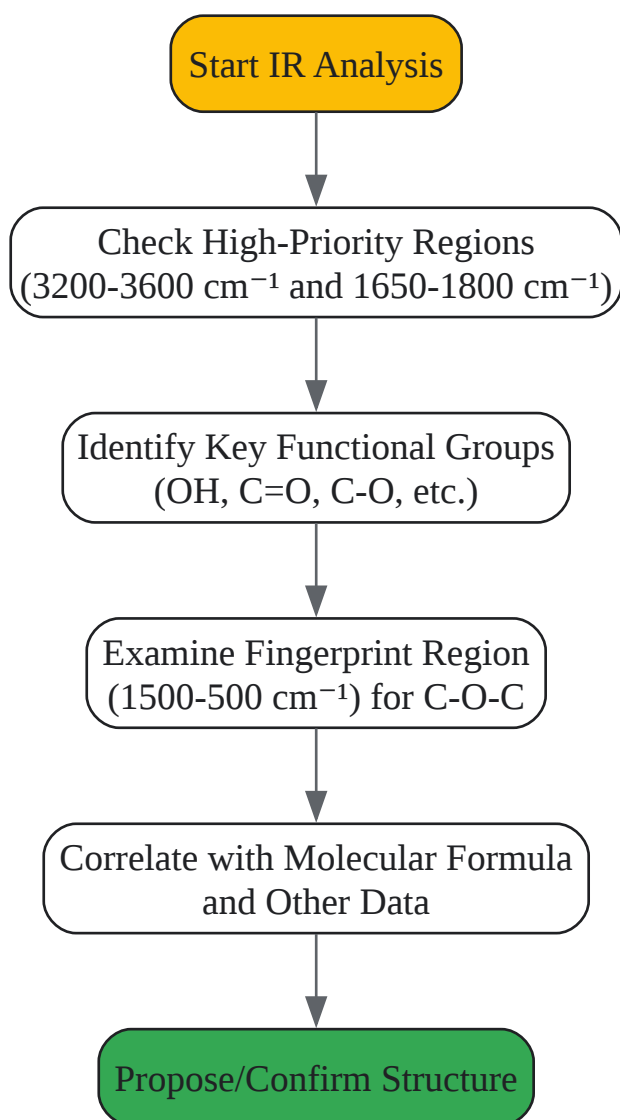 Start IR Analysis
Check High-Priority Regions
(3200-3600 cm⁻¹ and 1650-1800 cm⁻¹)
Identify Key Functional Groups
(OH, C=O, C-O, etc.)
Examine Fingerprint Region
(1500-500 cm⁻¹) for C-O-C
Correlate with Molecular Formula
and Other Data
Propose/Confirm Structure